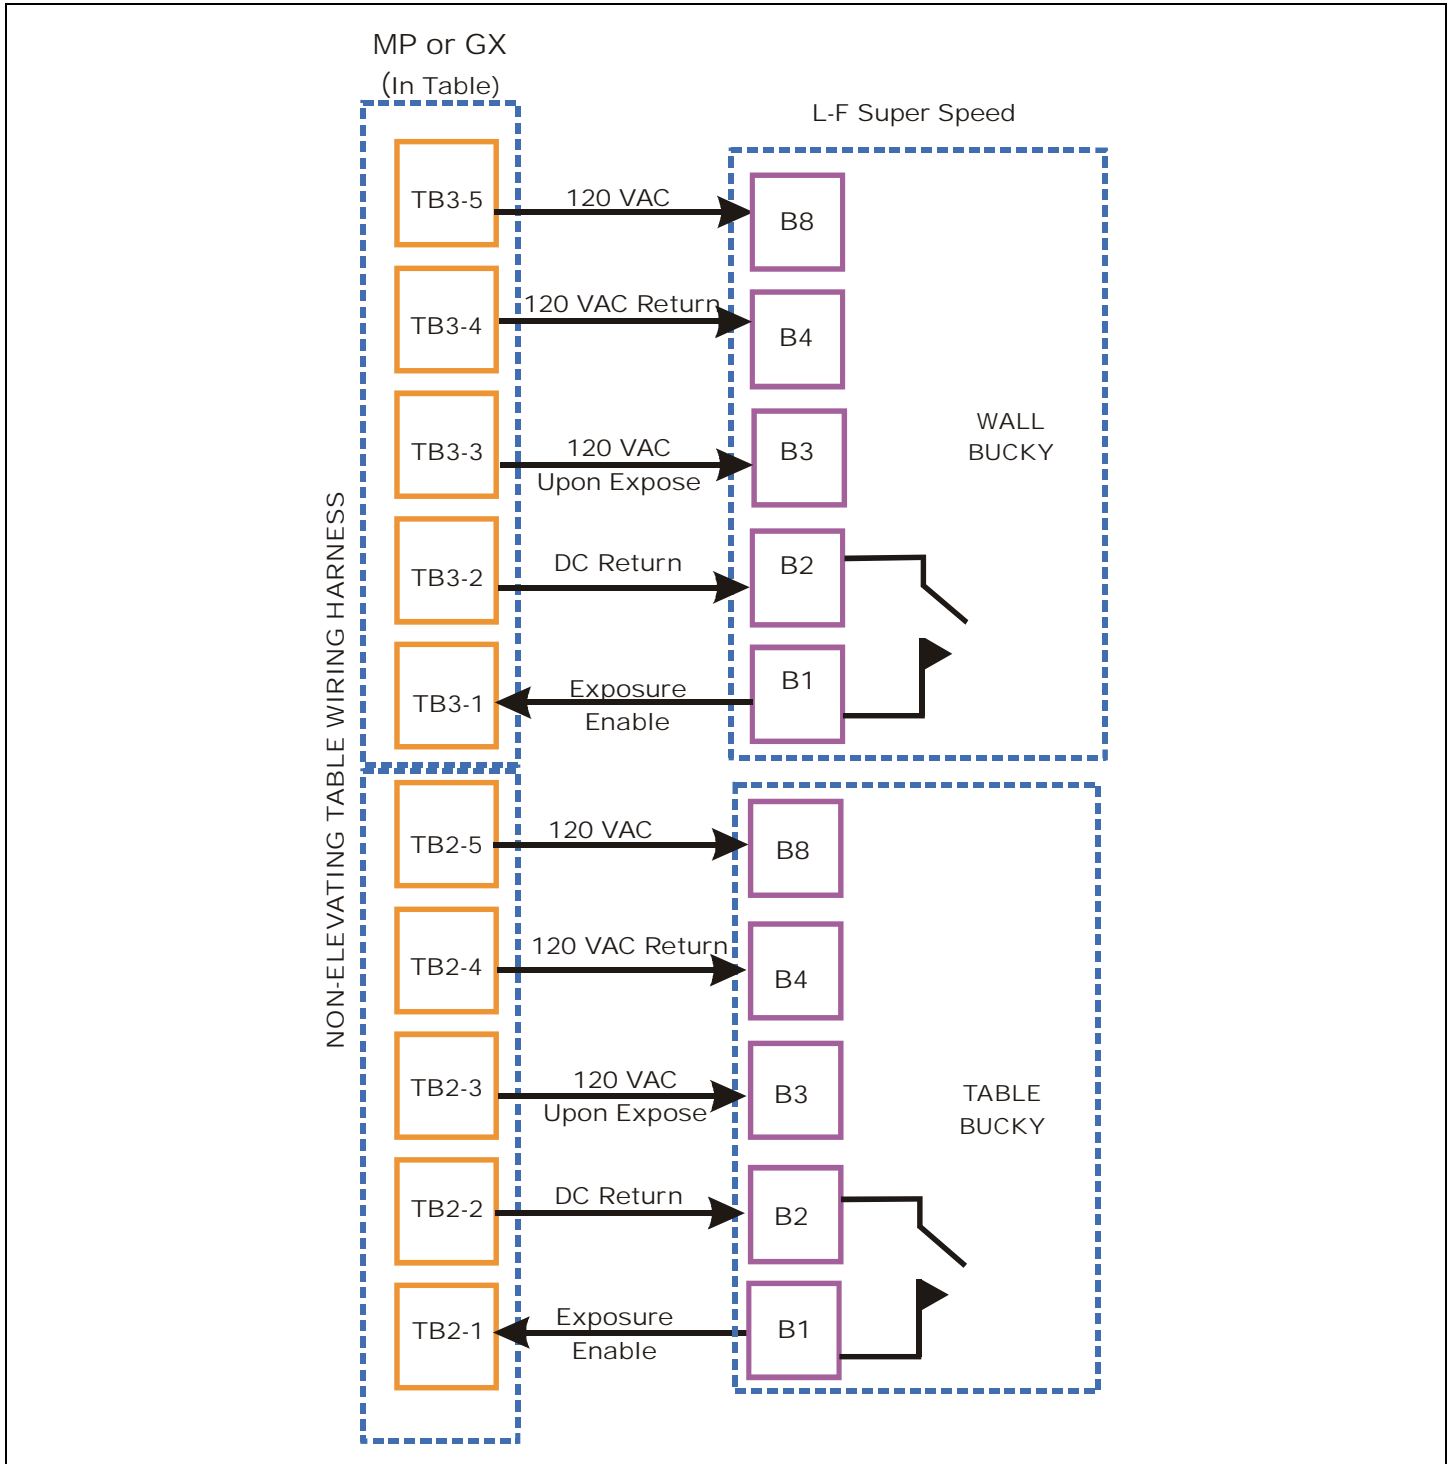 MP or GX
(In Table)
L-F Super Speed
NON-ELEVATING TABLE WIRING HARNESS
TB3-5
120 VAC
B8
TB3-4
120 VAC Return
B4
TB3-3
120 VAC
Upon Expose
B3
WALL
BUCKY
TB3-2
DC Return
B2
TB3-1
Exposure
Enable
B1
TB2-5
120 VAC
B8
TB2-4
120 VAC Return
B4
TB2-3
120 VAC
Upon Expose
B3
TABLE
BUCKY
TB2-2
DC Return
B2
TB2-1
Exposure
Enable
B1